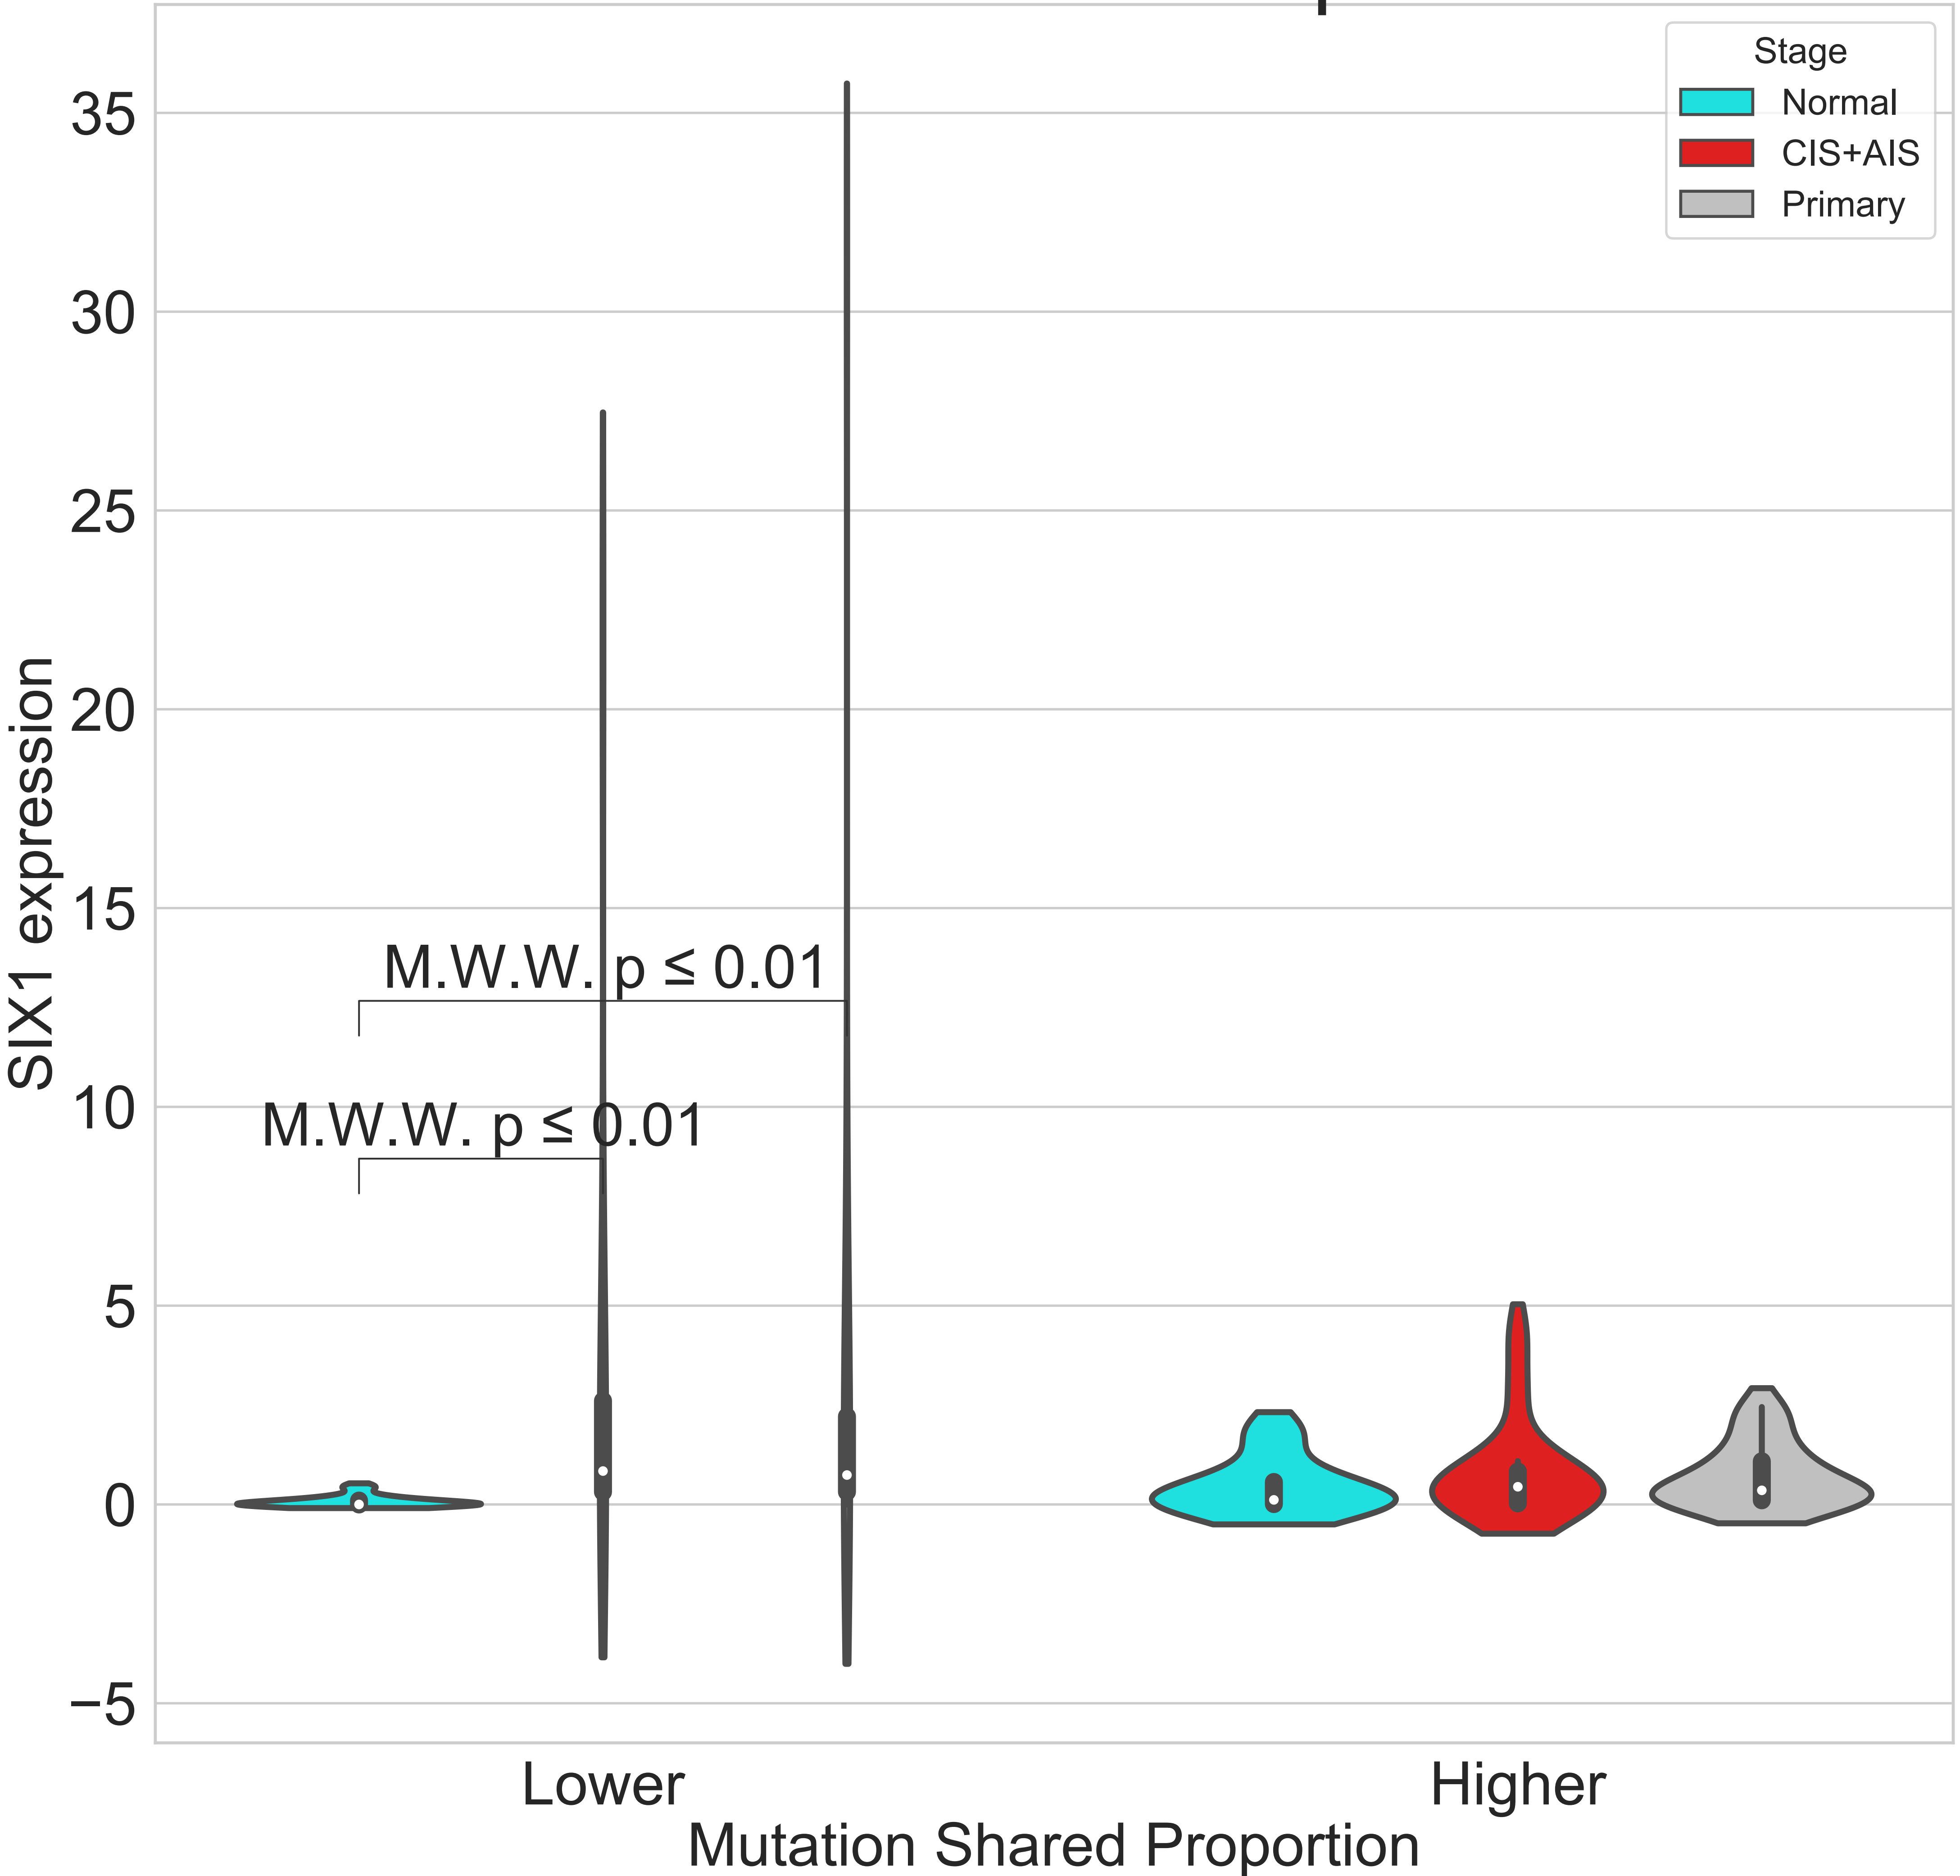 Stage
Normal
CIS+AIS
Primary
35
30
25
20
15
10
5
0
−5
SIX1 expression
M.W.W. p ≤ 0.01
M.W.W. p ≤ 0.01
Lower
Higher
Mutation Shared Proportion